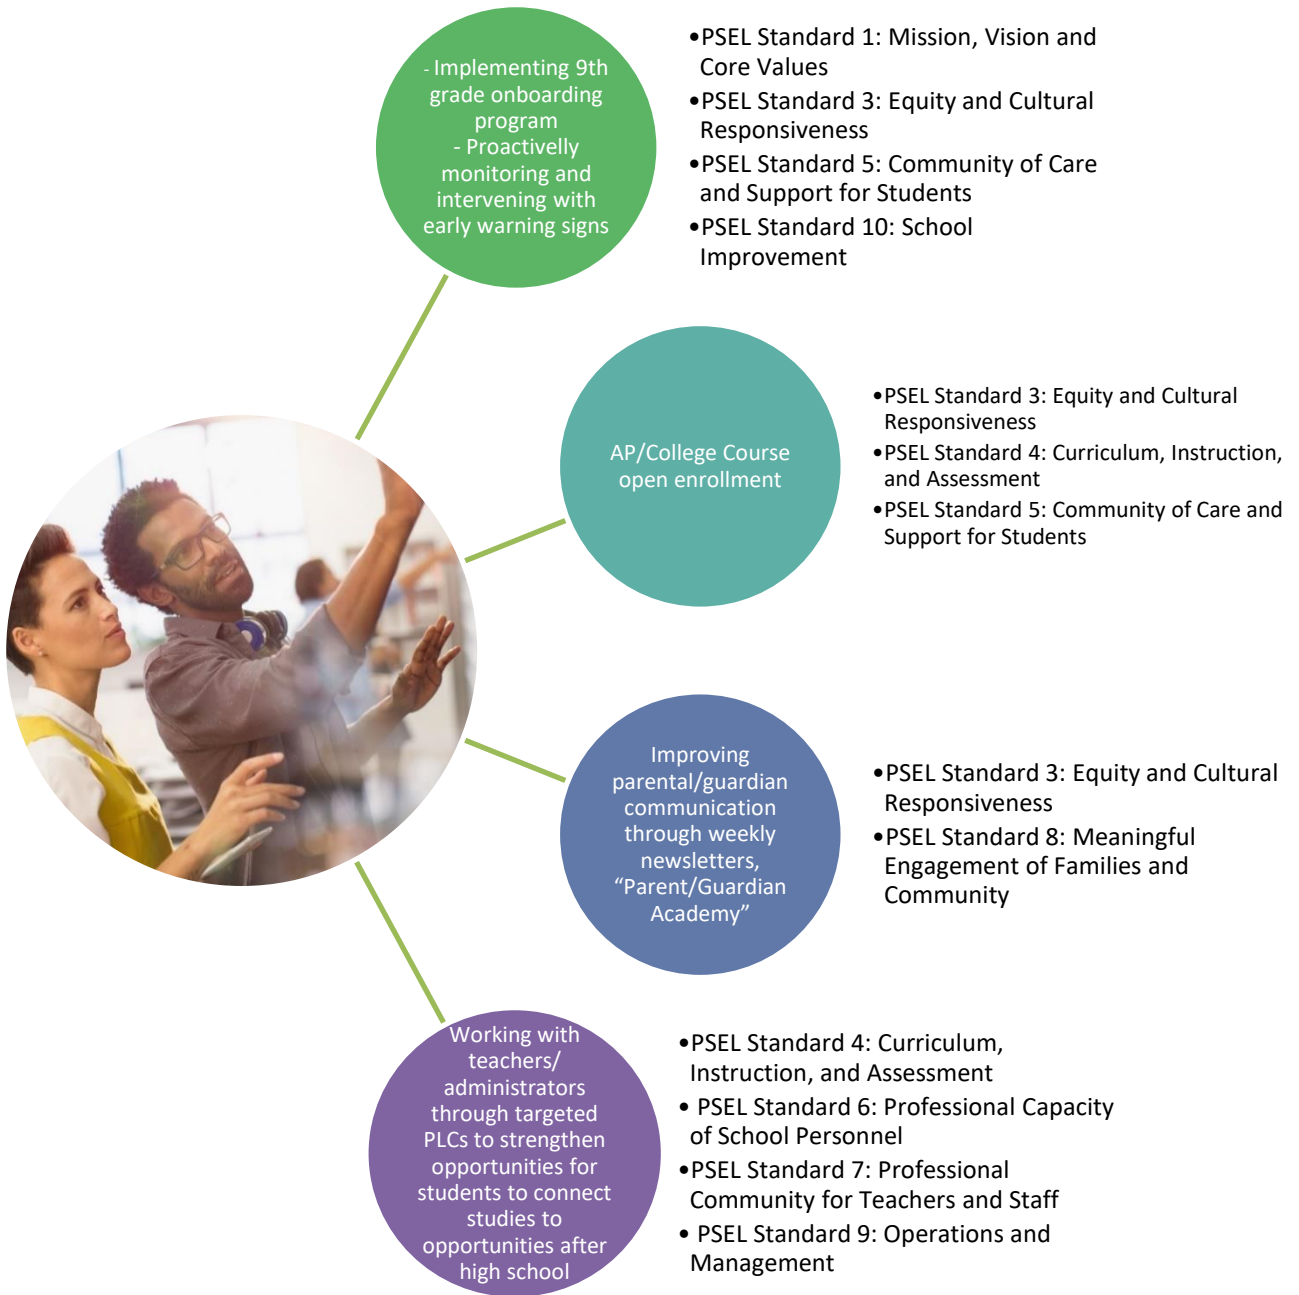 - Implementing 9th
grade onboarding
program
- Proactivelly
monitoring and
intervening with
early warning signs
•PSEL Standard 1: Mission, Vision and
Core Values
•PSEL Standard 3: Equity and Cultural
Responsiveness
•PSEL Standard 5: Community of Care
and Support for Students
•PSEL Standard 10: School
Improvement
AP/College Course
open enrollment
•PSEL Standard 3: Equity and Cultural
Responsiveness
•PSEL Standard 4: Curriculum, Instruction,
and Assessment
•PSEL Standard 5: Community of Care and
Support for Students
Improving
parental/guardian
communication
through weekly
newsletters,
“Parent/Guardian
Academy”
•PSEL Standard 3: Equity and Cultural
Responsiveness
•PSEL Standard 8: Meaningful
Engagement of Families and
Community
Working with
teachers/
administrators
through targeted
PLCs to strengthen
opportunities for
students to connect
studies to
opportunities after
high school
•PSEL Standard 4: Curriculum,
Instruction, and Assessment
• PSEL Standard 6: Professional Capacity
of School Personnel
•PSEL Standard 7: Professional
Community for Teachers and Staff
• PSEL Standard 9: Operations and
Management